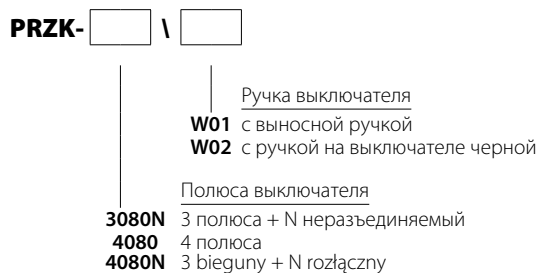 PRZK- \
Ручка выключателя
W01 с выносной ручкой
W02 с ручкой на выключателе черной
Полюса выключателя
3080N 3 полюса + N неразъединяемый
4080 4 полюса
4080N 3 bieguny + N rozłączny